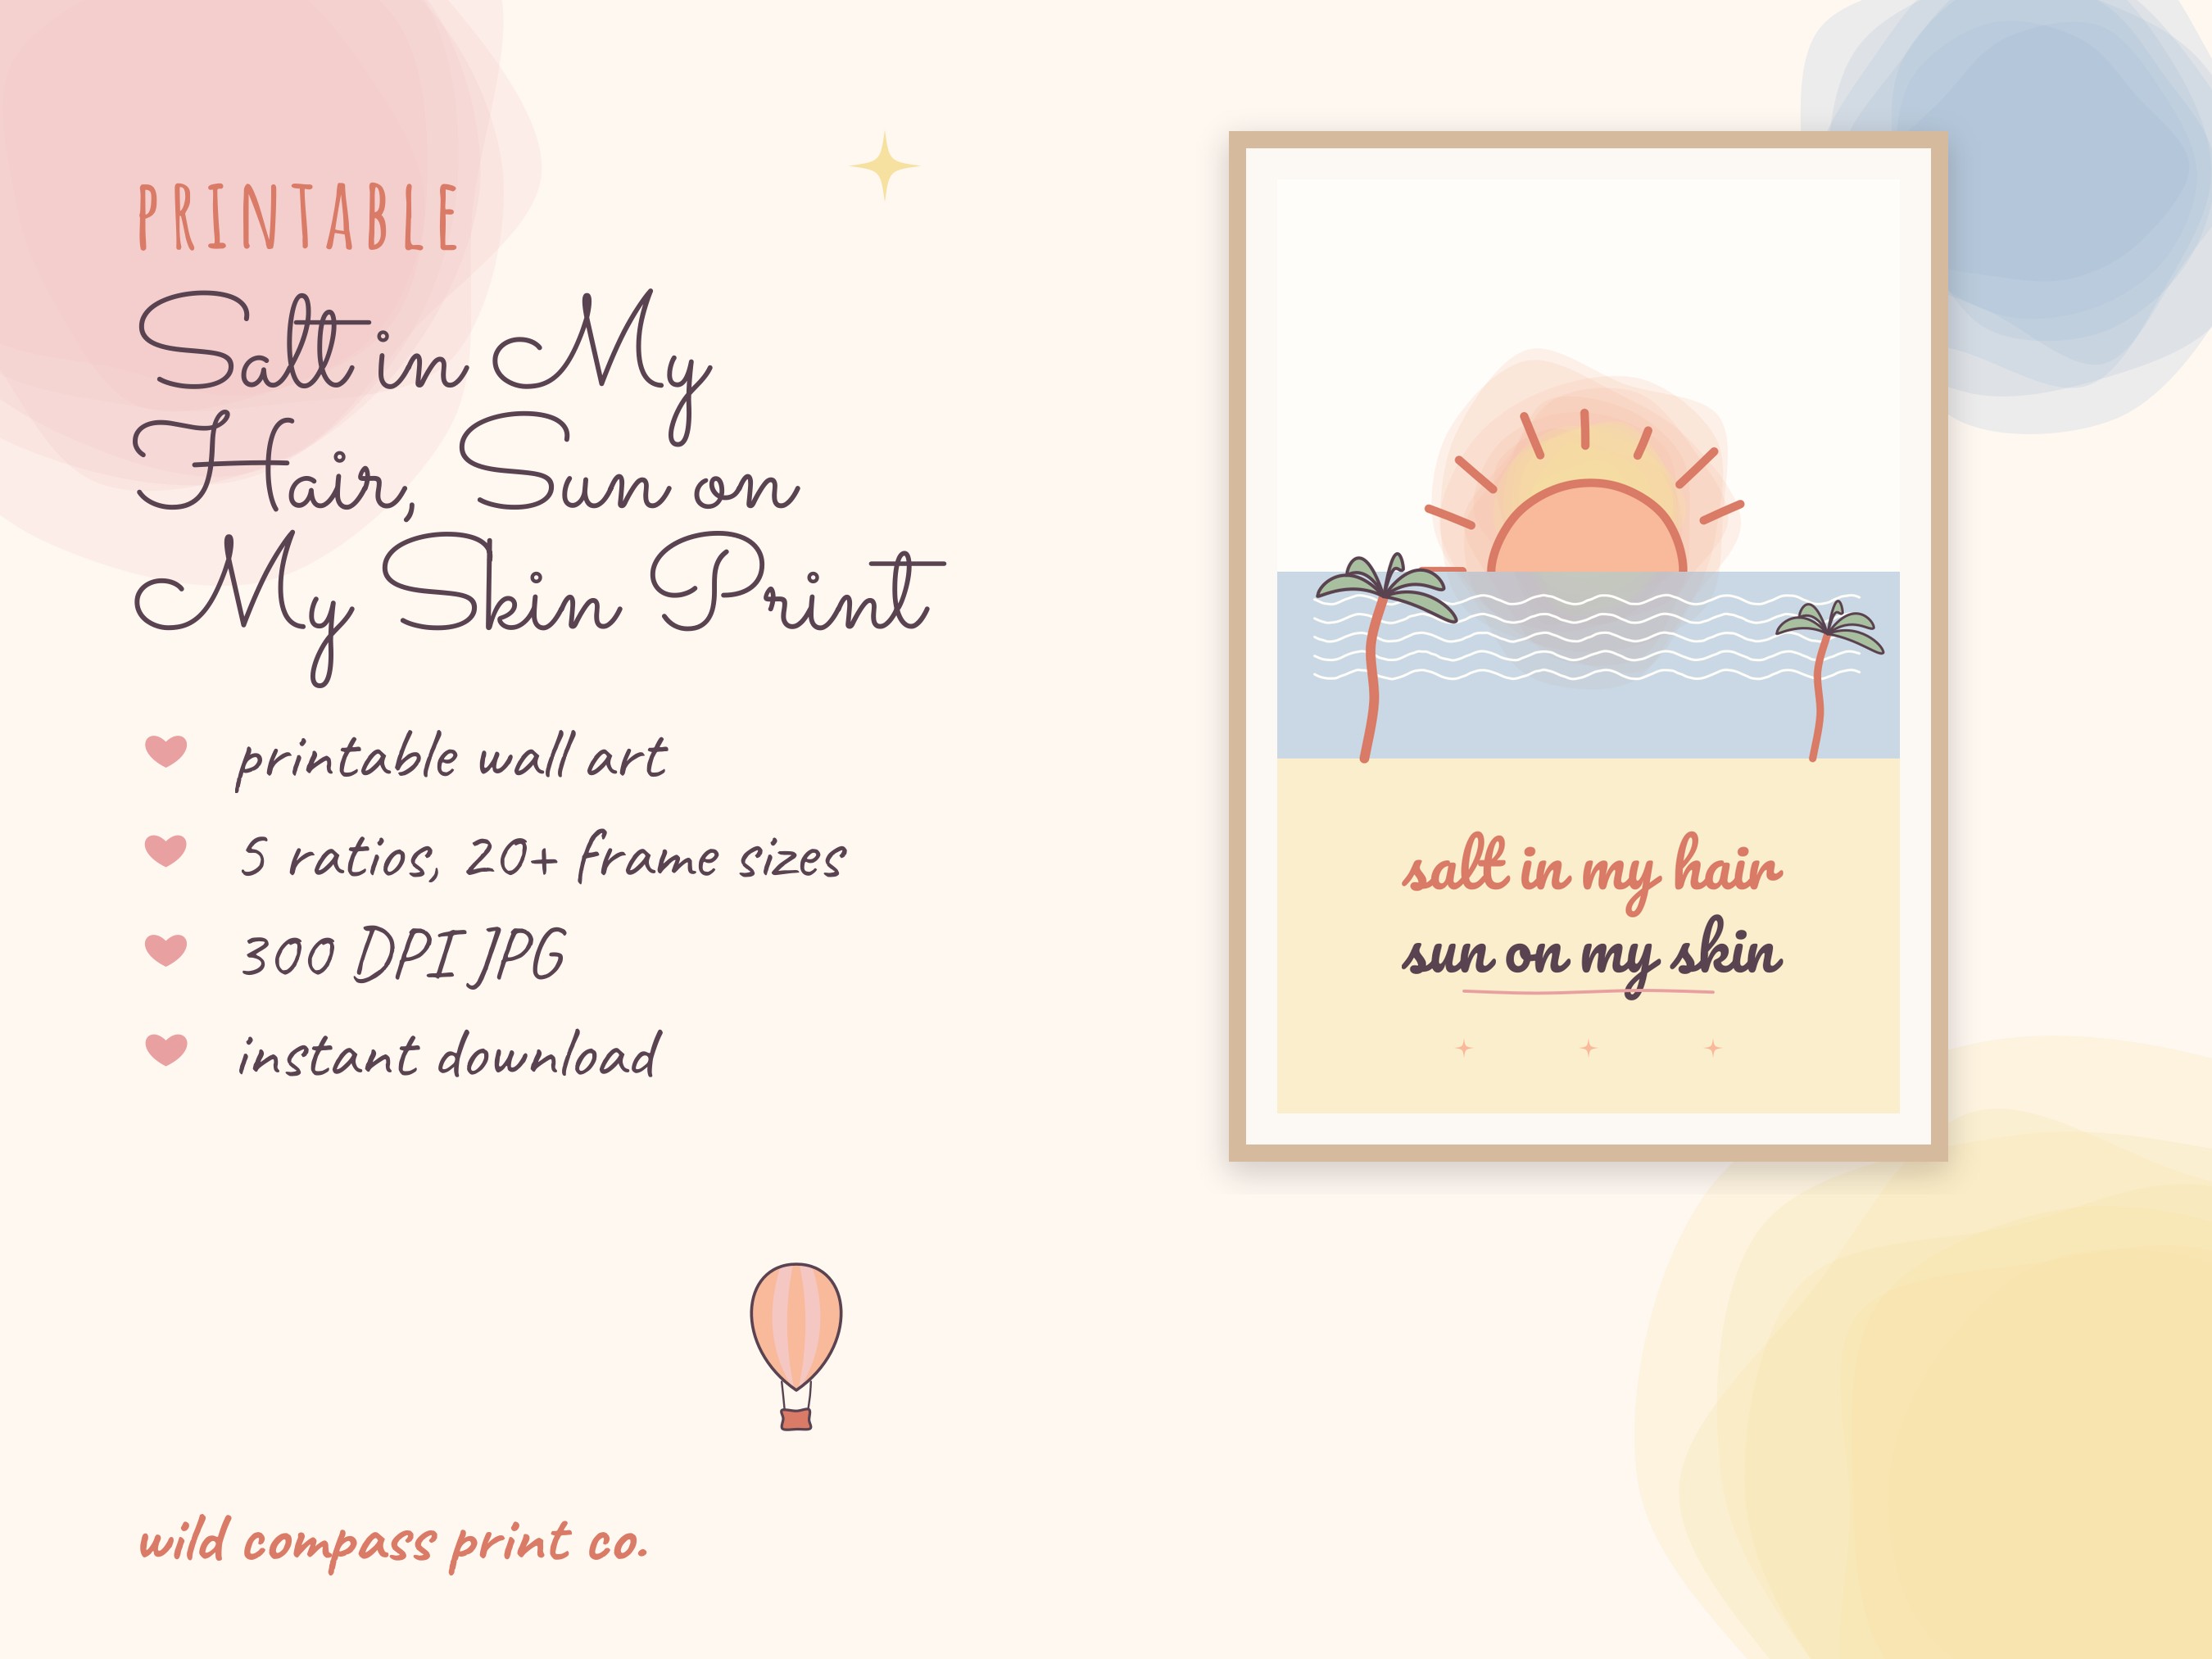 PRINTABLE
Salt in My
Hair, Sun on
My Skin Print
printable wall art
5 ratios, 20+ frame sizes
300 DPI JPG
instant download
wild compass print co.
salt in my hair
sun on my skin